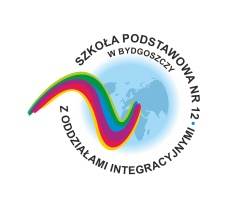 SZKOŁA PODSTAWOWA NR 12 •
W BYDGOSZCZY
Z ODDZIAŁAMI INTEGRACYJNYMI